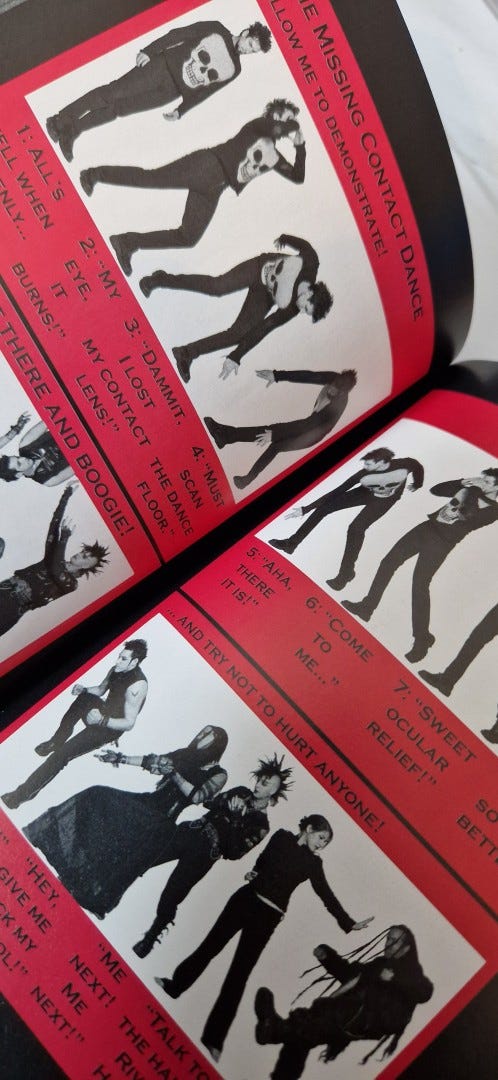 THE MISSING CONTACT DANCE
ALLOW ME TO DEMONSTRATE!
1: ALL'S
WELL WHEN
2: "MY
EYE.
IT
BURNS!"
3: "DAMMIT,
I LOST
MY CONTACT
LENS!"
4: "MUST
SCAN
THE DANCE
FLOOR."
THERE AND BOOGIE!
5: "AHA,
THERE
IT IS!"
6: "COME
TO
ME..."
7: "SWEET
OCULAR
RELIEF!"
SO
... AND TRY NOT TO HURT ANYONE!
"HEY,
GIVE ME
MY
"ME
NEXT!
ME
NEXT!"
"TALK TO
THE